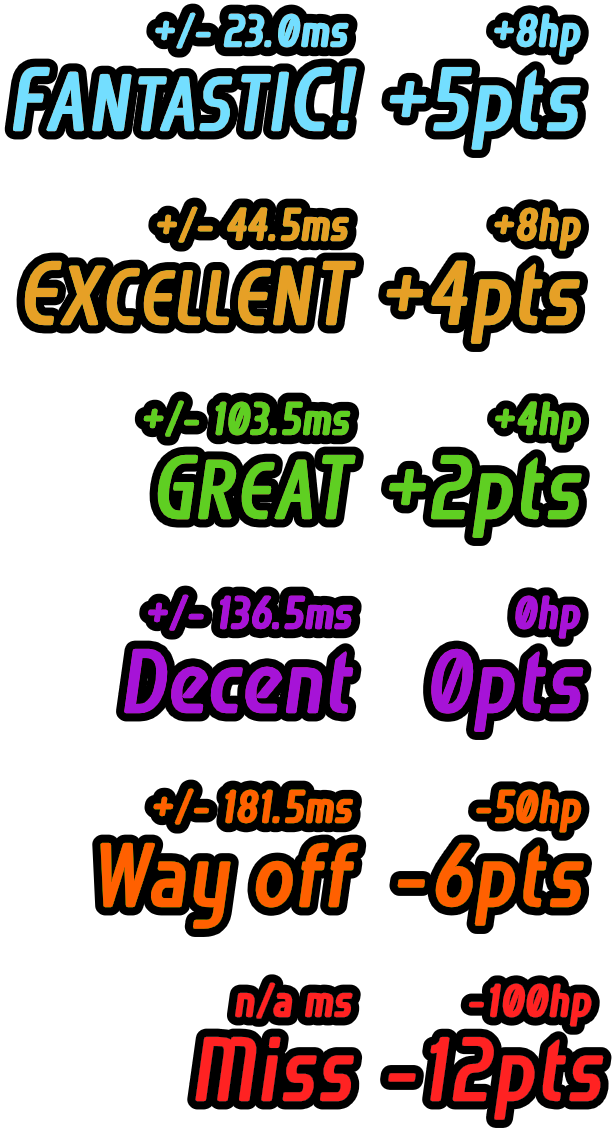 +/- 23.0ms +8hp
FANTASTIC! +5pts
+/- 44.5ms +8hp
EXCELLENT +4pts
+/- 103.5ms +4hp
GREAT +2pts
+/- 136.5ms 0hp
Decent 0pts
+/- 181.5ms -50hp
Way off -6pts
n/a ms -100hp
Miss -12pts